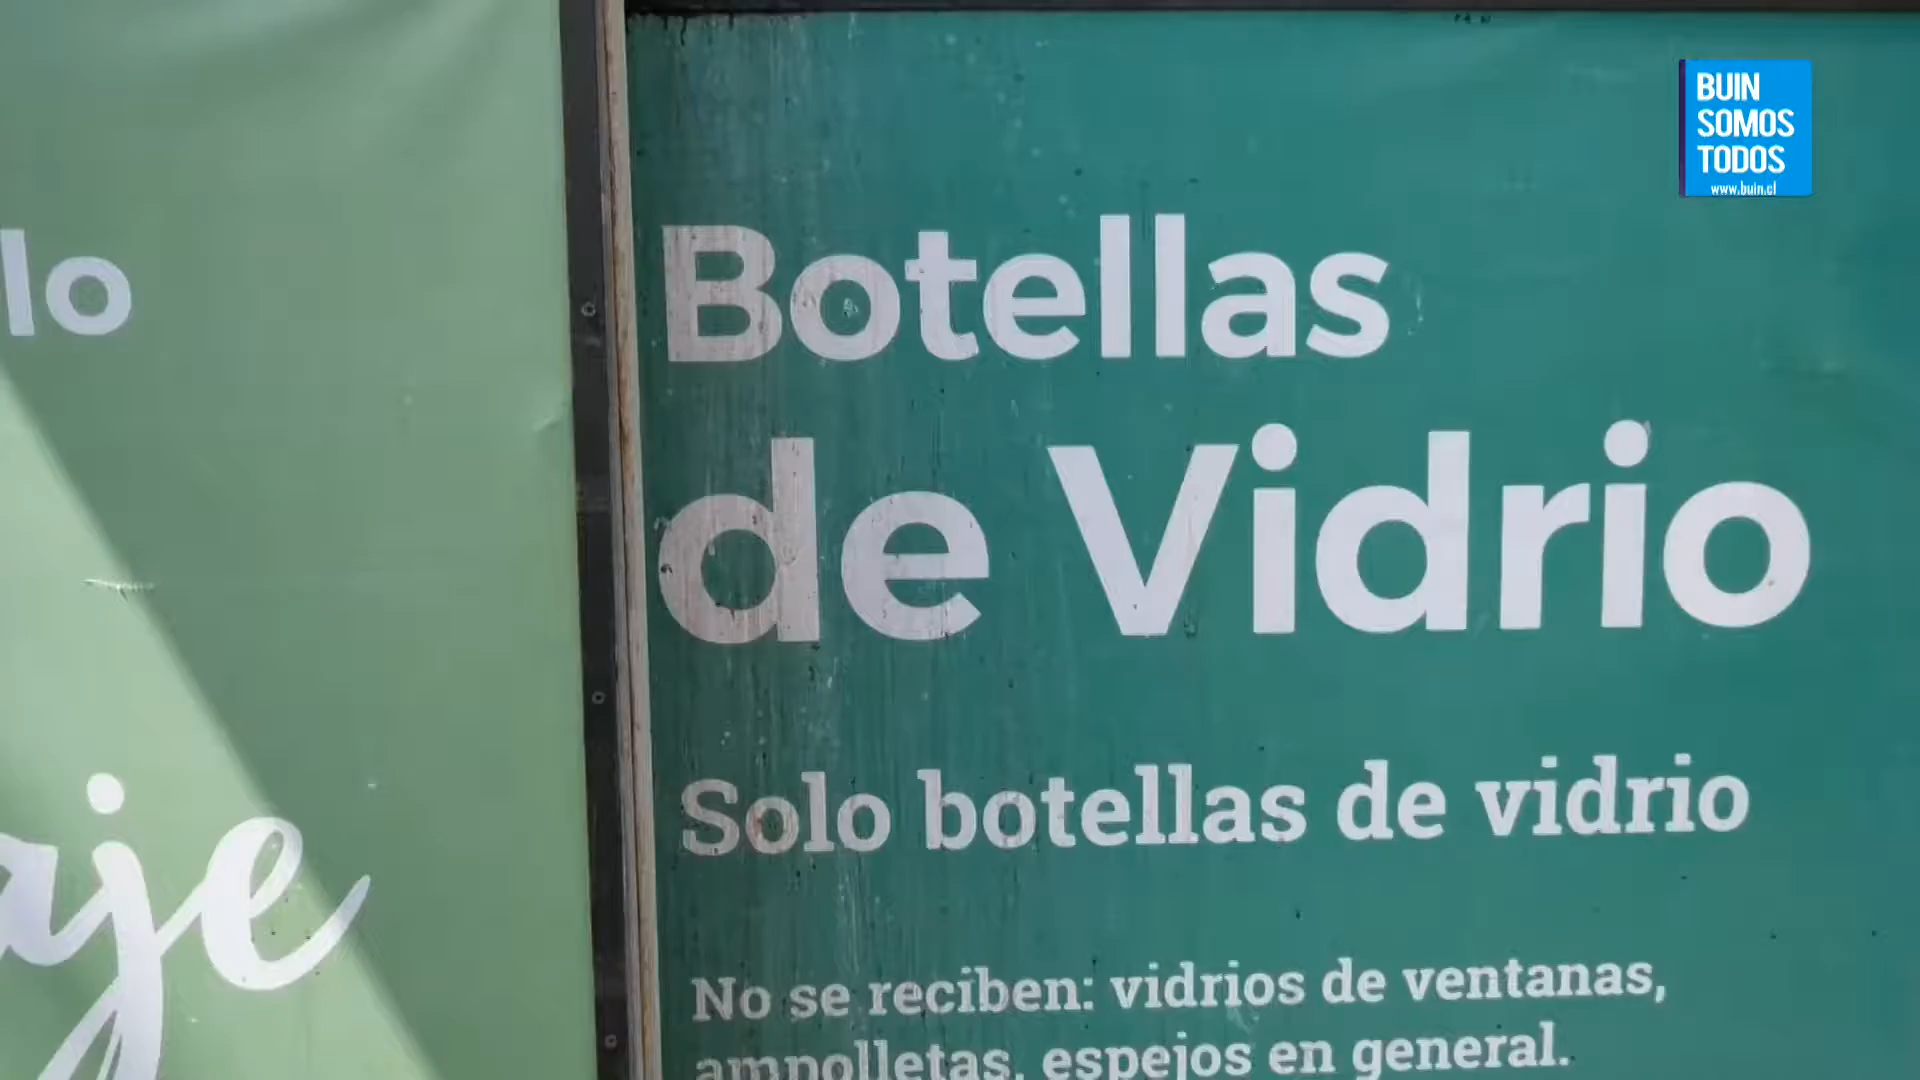 BUIN
SOMOS
TODOS
www.buin.cl
lo
aje
Botellas
de Vidrio
Solo botellas de vidrio
No se reciben: vidrios de ventanas,
ampolletas, espejos en general.